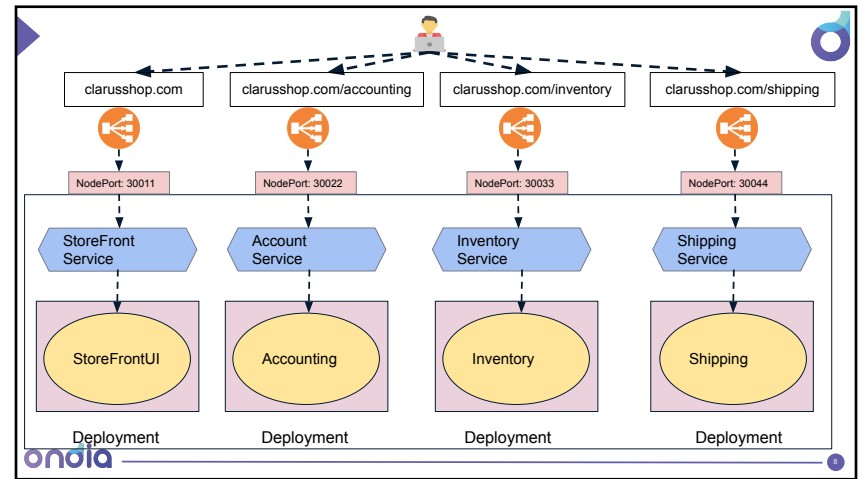 clarusshop.com
clarusshop.com/accounting
clarusshop.com/inventory
clarusshop.com/shipping
NodePort: 30011
NodePort: 30022
NodePort: 30033
NodePort: 30044
StoreFront
Service
Account
Service
Inventory
Service
Shipping
Service
StoreFrontUI
Accounting
Inventory
Shipping
Deployment
Deployment
Deployment
Deployment
ondia
8